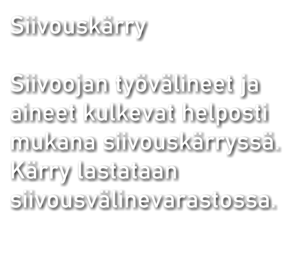 Siivouskärry
Siivoojan työvälineet ja
aineet kulkevat helposti
mukana siivouskärryssä.
Kärry lastataan
siivousvälinevarastossa.